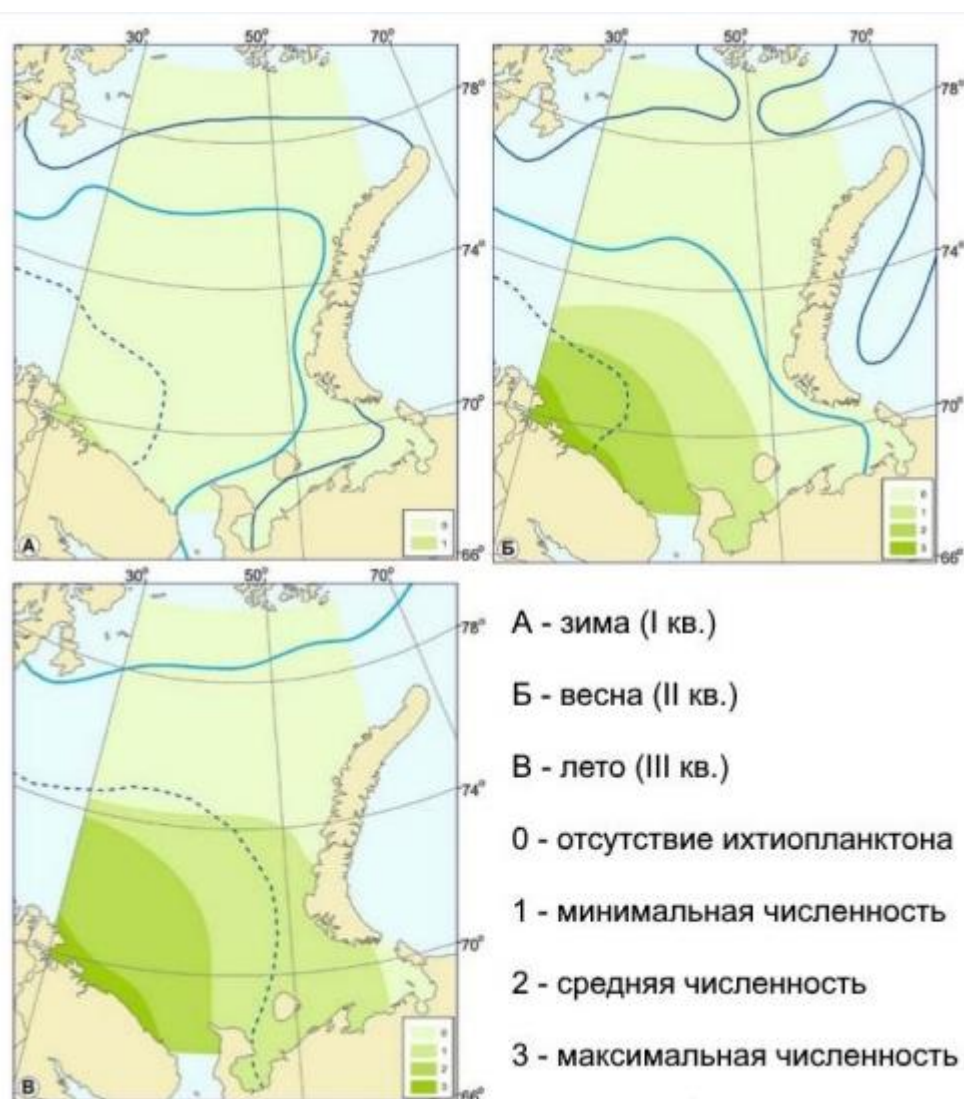 30° 50° 70°
78°
74°
70°
66°
0
1
А
30° 50° 70°
78°
74°
70°
66°
0
1
2
3
Б
30° 50° 70°
78°
74°
70°
66°
0
1
2
3
В
А - зима (I кв.)
Б - весна (II кв.)
В - лето (III кв.)
0 - отсутствие ихтиопланктона
1 - минимальная численность
2 - средняя численность
3 - максимальная численность